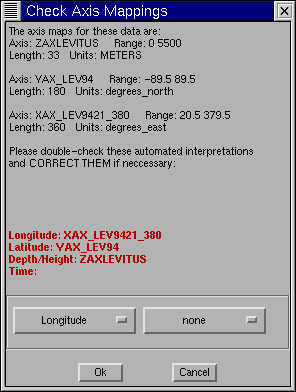 Check Axis Mappings
The axis maps for these data are:
Axis: ZAXLEVITUS Range: 0 5500
Length: 33 Units: METERS
Axis: YAX_LEV94 Range: -89.5 89.5
Length: 180 Units: degrees_north
Axis: XAX_LEV9421_380 Range: 20.5 379.5
Length: 360 Units: degrees_east
Please double-check these automated interpretations
and CORRECT THEM if neccessary:
Longitude: XAX_LEV9421_380
Latitude: YAX_LEV94
Depth/Height: ZAXLEVITUS
Time:
Longitude none
Ok Cancel